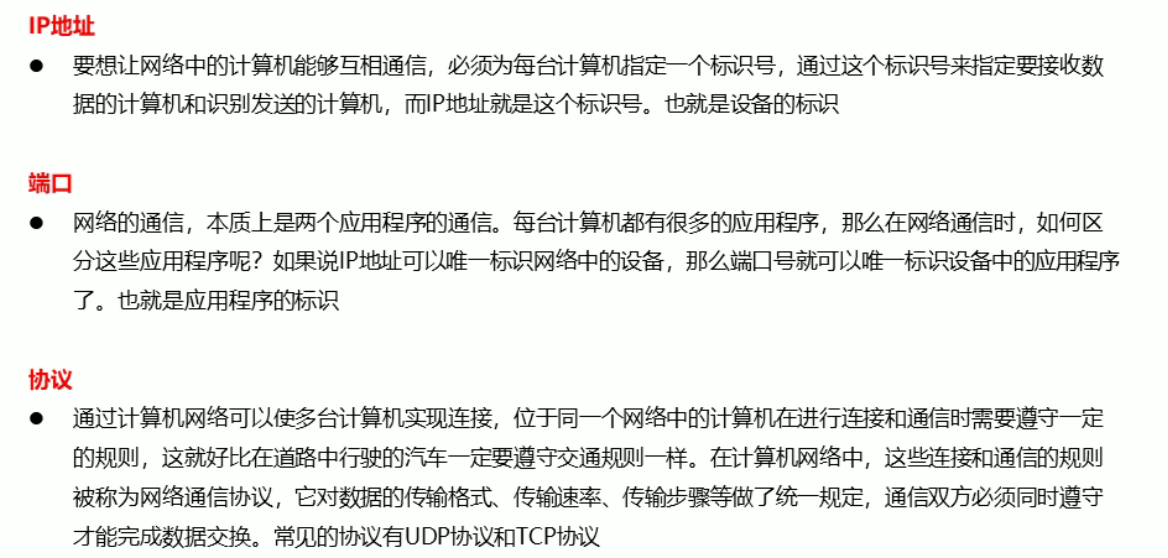 IP地址
● 要想让网络中的计算机能够互相通信，必须为每台计算机指定一个标识号，通过这个标识号来指定要接收数
据的计算机和识别发送的计算机，而IP地址就是这个标识号。也就是设备的标识
端口
● 网络的通信，本质上是两个应用程序的通信。每台计算机都有很多的应用程序，那么在网络通信时，如何区
分这些应用程序呢？如果说IP地址可以唯一标识网络中的设备，那么端口号就可以唯一标识设备中的应用程序
了。也就是应用程序的标识
协议
● 通过计算机网络可以使多台计算机实现连接，位于同一个网络中的计算机在进行连接和通信时需要遵守一定
的规则，这就好比在道路中行驶的汽车一定要遵守交通规则一样。在计算机网络中，这些连接和通信的规则
被称为网络通信协议，它对数据的传输格式、传输速率、传输步骤等做了统一规定，通信双方必须同时遵守
才能完成数据交换。常见的协议有UDP协议和TCP协议